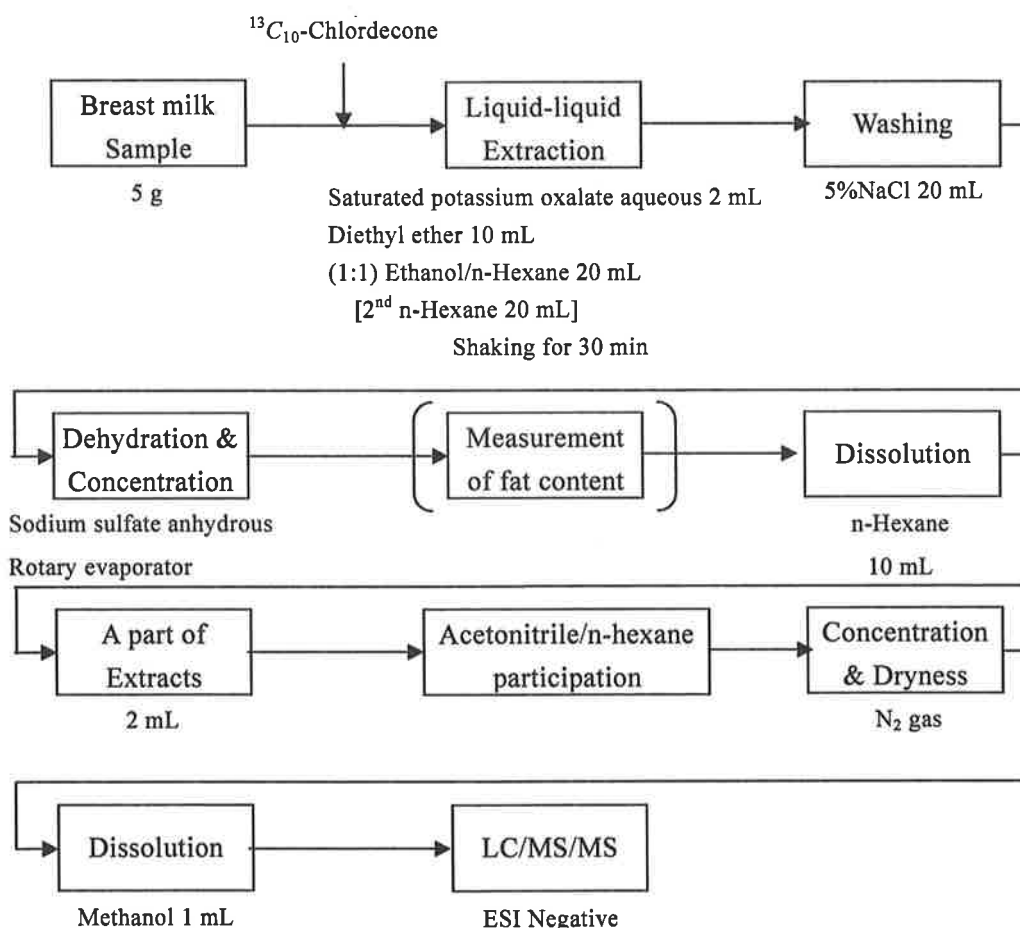 ¹³C₁₀-Chlordecone
Breast milk
Sample
5 g
Liquid-liquid
Extraction
Saturated potassium oxalate aqueous 2 mL
Diethyl ether 10 mL
(1:1) Ethanol/n-Hexane 20 mL
[2ⁿᵈ n-Hexane 20 mL]
Shaking for 30 min
Washing
5%NaCl 20 mL
Dehydration &
Concentration
Sodium sulfate anhydrous
Rotary evaporator
Measurement
of fat content
Dissolution
n-Hexane
10 mL
A part of
Extracts
2 mL
Acetonitrile/n-hexane
participation
Concentration
& Dryness
N₂ gas
Dissolution
Methanol 1 mL
LC/MS/MS
ESI Negative